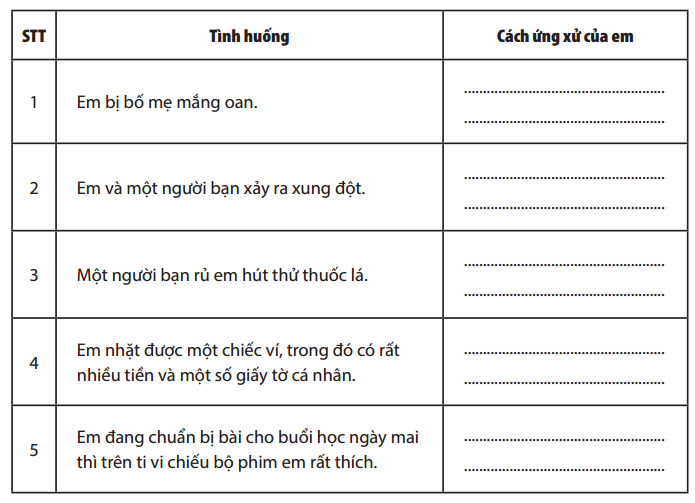 STT Tình huống Cách ứng xử của em
1 Em bị bố mẹ mắng oan. ......................................................
......................................................
2 Em và một người bạn xảy ra xung đột. ......................................................
......................................................
3 Một người bạn rủ em hút thử thuốc lá. ......................................................
......................................................
4 Em nhặt được một chiếc ví, trong đó có rất ......................................................
nhiều tiền và một số giấy tờ cá nhân. ......................................................
5 Em đang chuẩn bị bài cho buổi học ngày mai ......................................................
thì trên ti vi chiếu bộ phim em rất thích. ......................................................